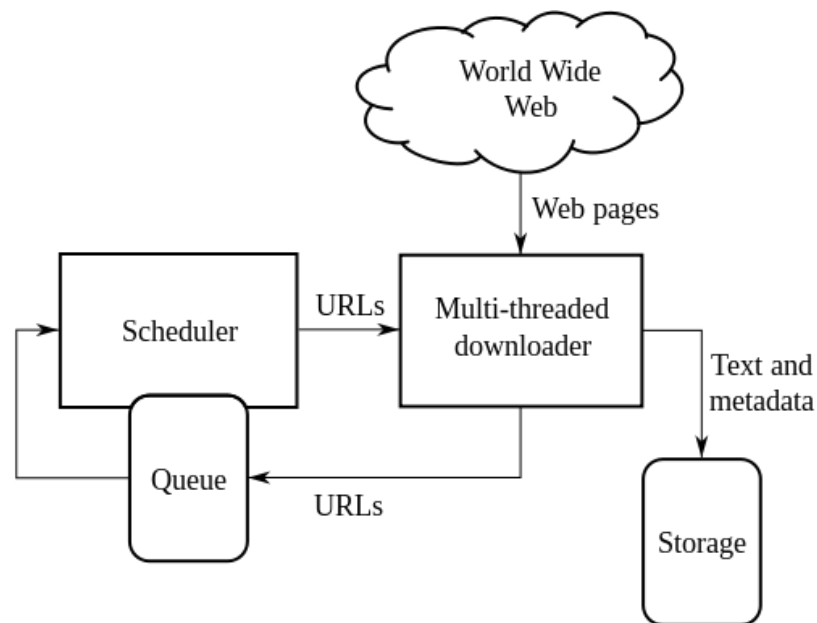 World Wide
Web
Web pages
URLs
Scheduler
Multi-threaded
downloader
Text and
metadata
Queue
URLs
Storage